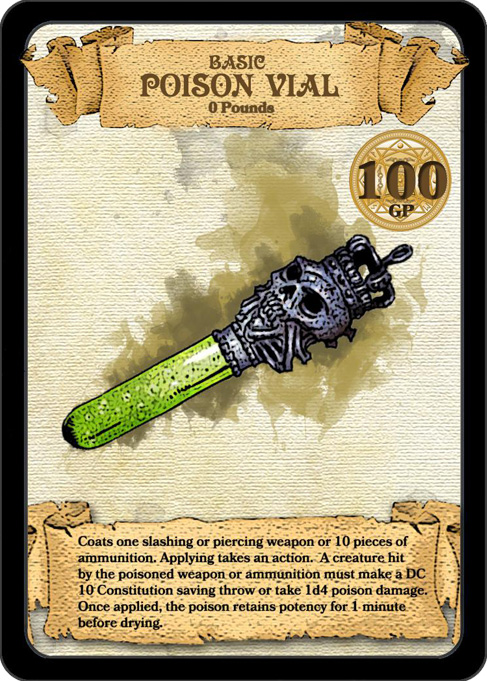 BASIC
POISON VIAL
0 Pounds
100
GP
Coats one slashing or piercing weapon or 10 pieces of
ammunition. Applying takes an action. A creature hit
by the poisoned weapon or ammunition must make a DC
10 Constitution saving throw or take 1d4 poison damage.
Once applied, the poison retains potency for 1 minute
before drying.